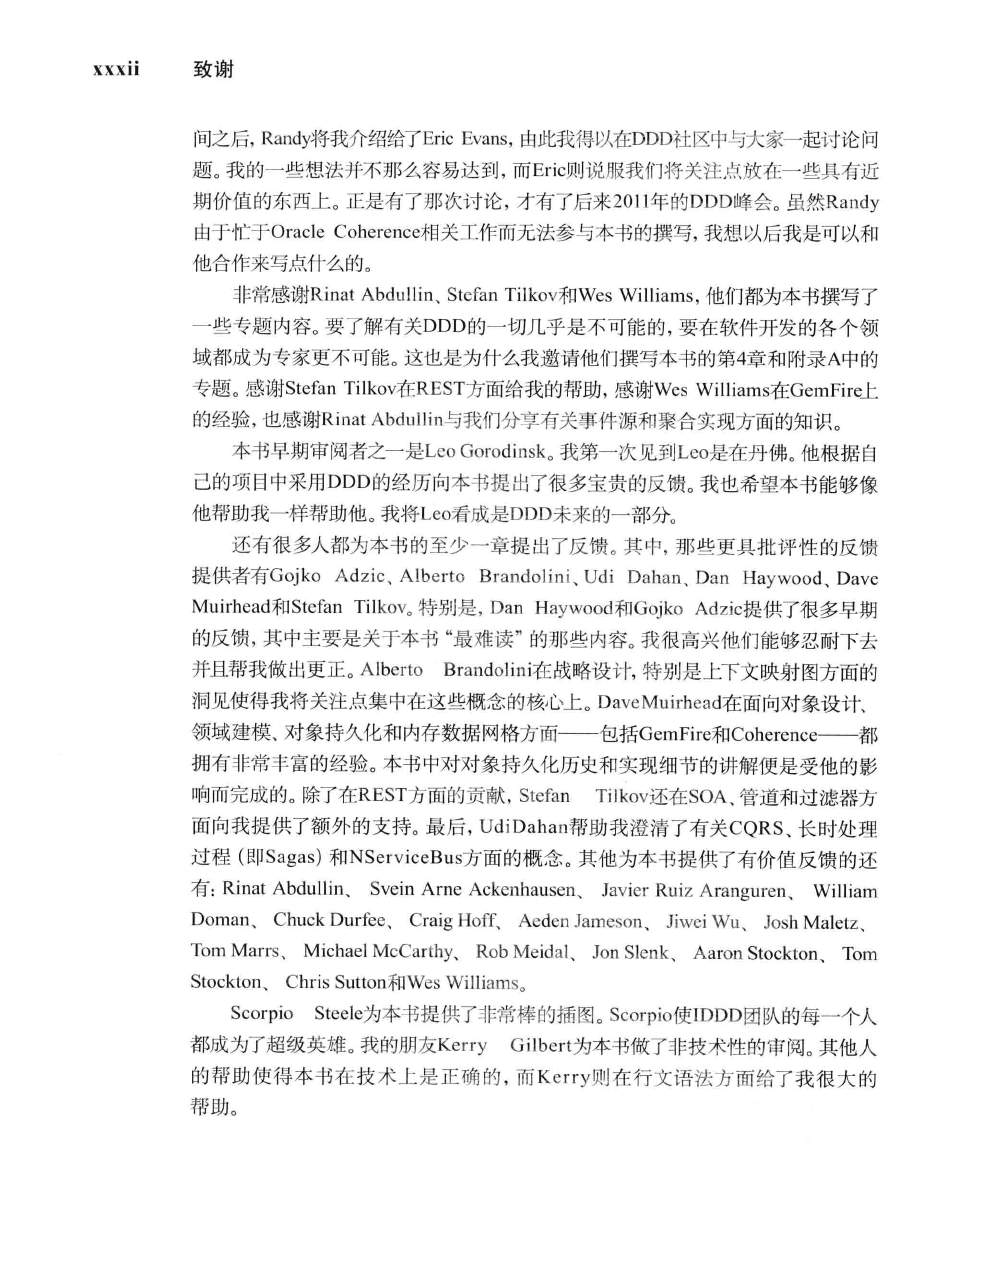 xxxii 致谢
间之后, Randy将我介绍给了Eric Evans, 由此我得以在DDD社区中与大家一起讨论问
题。我的一些想法并不那么容易达到, 而Eric则说服我们将关注点放在一些具有近
期价值的东西上。正是有了那次讨论, 才有了后来2011年的DDD峰会。虽然Randy
由于忙于Oracle Coherence相关工作而无法参与本书的撰写, 我想以后我是可以和
他合作来写点什么的。
非常感谢Rinat Abdullin、Stefan Tilkov和Wes Williams, 他们都为本书撰写了
一些专题内容。要了解有关DDD的一切几乎是不可能的, 要在软件开发的各个领
域都成为专家更不可能。这也是为什么我邀请他们撰写本书的第4章和附录A中的
专题。感谢Stefan Tilkov在REST方面给我的帮助, 感谢Wes Williams在GemFire上
的经验, 也感谢Rinat Abdullin与我们分享有关事件源和聚合实现方面的知识。
本书早期审阅者之一是Leo Gorodinsk。我第一次见到Leo是在丹佛。他根据自
己的项目中采用DDD的经历向本书提出了很多宝贵的反馈。我也希望本书能够像
他帮助我一样帮助他。我将Leo看成是DDD未来的一部分。
还有很多人都为本书的至少一章提出了反馈。其中, 那些更具批评性的反馈
提供者有Gojko Adzic、Alberto Brandolini、Udi Dahan、Dan Haywood、Dave
Muirhead和Stefan Tilkov。特别是, Dan Haywood和Gojko Adzic提供了很多早期
的反馈, 其中主要是关于本书“最难读”的那些内容。我很高兴他们能够忍耐下去
并且帮我做出更正。Alberto Brandolini在战略设计, 特别是上下文映射图方面的
洞见使得我将关注点集中在这些概念的核心上。DaveMuirhead在面向对象设计、
领域建模、对象持久化和内存数据网格方面——包括GemFire和Coherence——都
拥有非常丰富的经验。本书中对对象持久化历史和实现细节的讲解便是受他的影
响而完成的。除了在REST方面的贡献, Stefan Tilkov还在SOA、管道和过滤器方
面向我提供了额外的支持。最后, UdiDahan帮助我澄清了有关CQRS、长时处理
过程 (即Sagas) 和NServiceBus方面的概念。其他为本书提供了有价值反馈的还
有: Rinat Abdullin、 Svein Arne Ackenhausen、 Javier Ruiz Aranguren、 William
Doman、 Chuck Durfee、 Craig Hoff、 Aeden Jameson、 Jiwei Wu、 Josh Maletz、
Tom Marrs、 Michael McCarthy、 Rob Meidal、 Jon Slenk、 Aaron Stockton、 Tom
Stockton、 Chris Sutton和Wes Williams。
Scorpio Steele为本书提供了非常棒的插图。Scorpio使IDDD团队的每一个人
都成为了超级英雄。我的朋友Kerry Gilbert为本书做了非技术性的审阅。其他人
的帮助使得本书在技术上是正确的, 而Kerry则在行文语法方面给了我很大的
帮助。